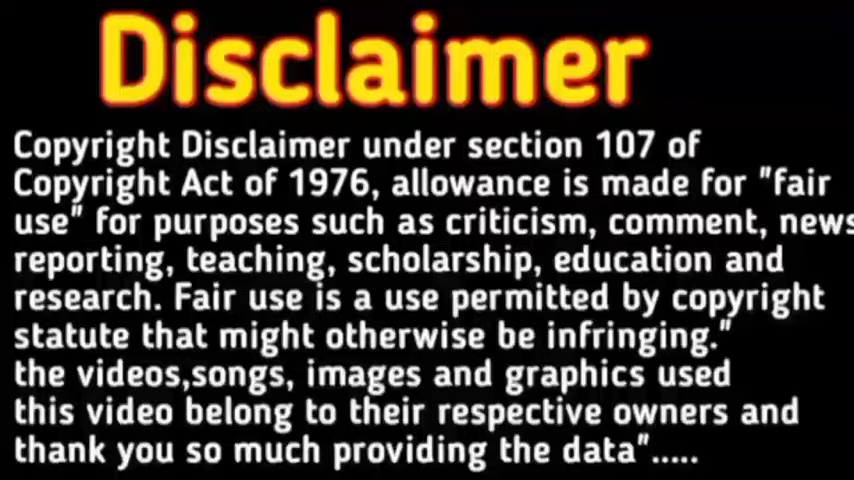 Disclaimer
Copyright Disclaimer under section 107 of
Copyright Act of 1976, allowance is made for "fair
use" for purposes such as criticism, comment, news
reporting, teaching, scholarship, education and
research. Fair use is a use permitted by copyright
statute that might otherwise be infringing."
the videos,songs, images and graphics used
this video belong to their respective owners and
thank you so much providing the data".....